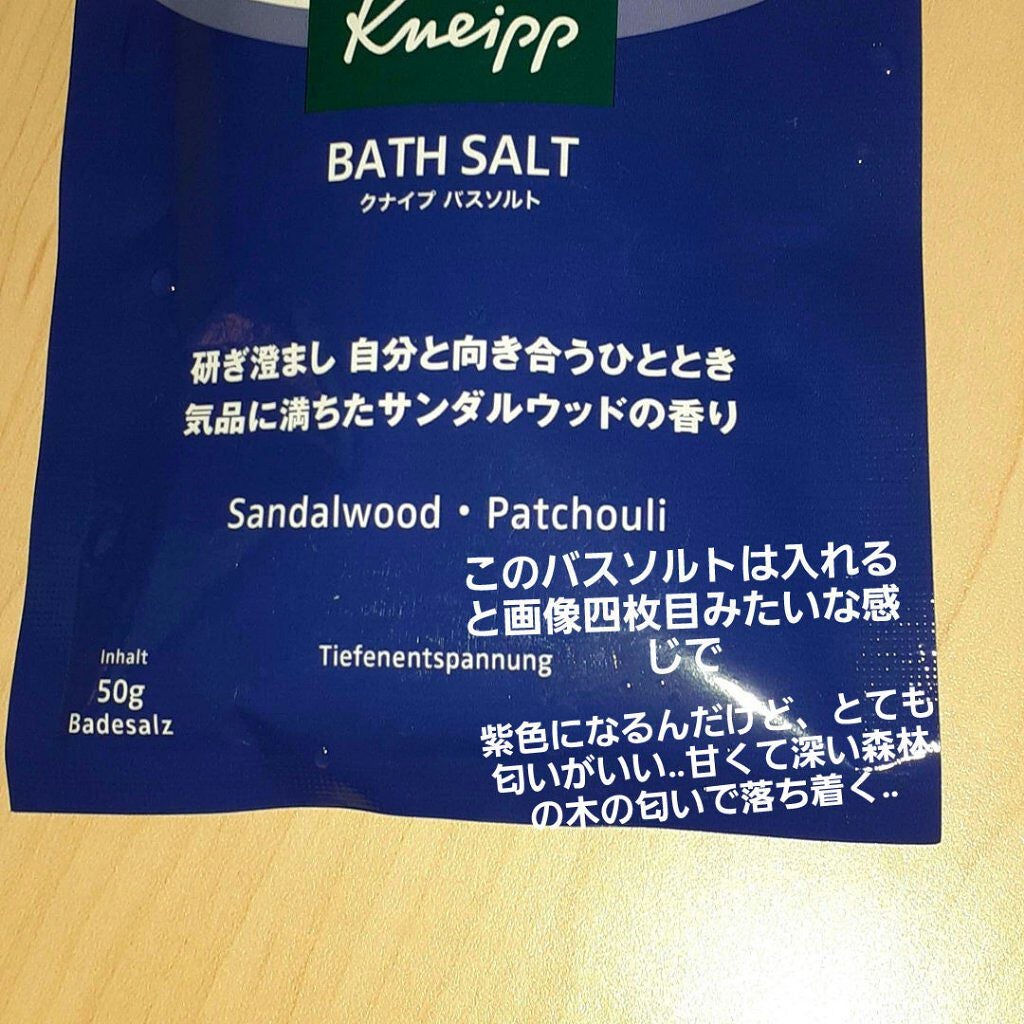 Kneipp
BATH SALT
クナイプ バスソルト
研ぎ澄まし 自分と向き合うひととき
気品に満ちたサンダルウッドの香り
Sandalwood・Patchouli
このバスソルトは入れる
と画像四枚目みたいな感
じで
Inhalt
50g
Badesalz
Tiefenentspannung
紫色になるんだけど、とても
匂いがいい..甘くて深い森林
の木の匂いで落ち着く..